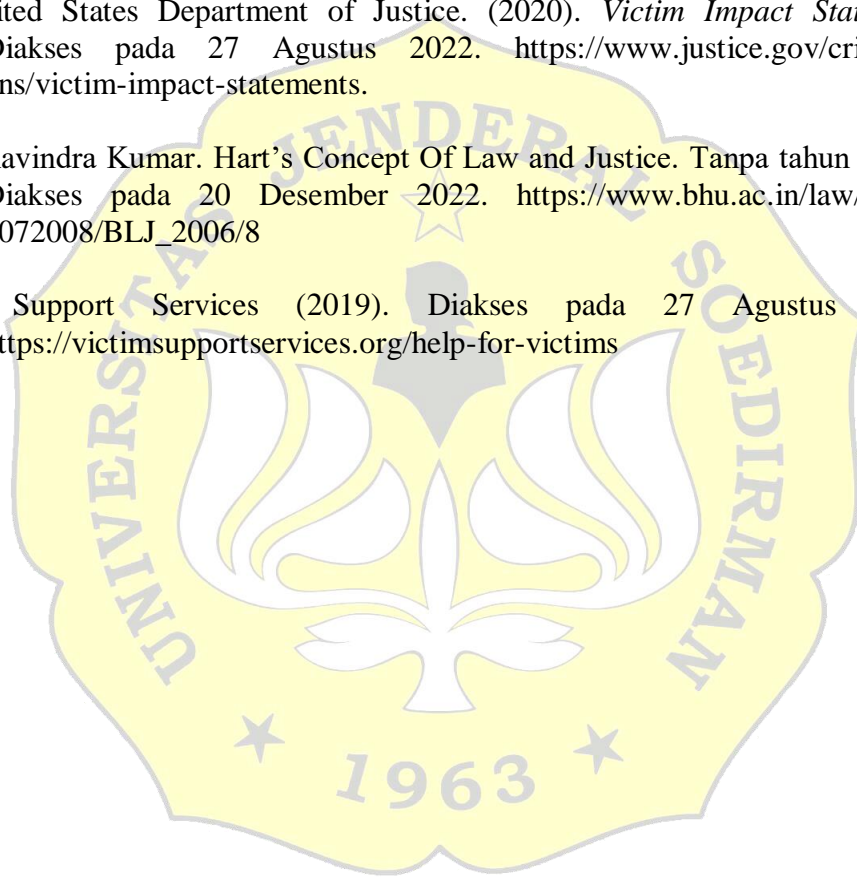 ited States Department of Justice. (2020). Victim Impact Sta
Diakses pada 27 Agustus 2022. https://www.justice.gov/cri
ns/victim-impact-statements.
avindra Kumar. Hart's Concept Of Law and Justice. Tanpa tahun
Diakses pada 20 Desember 2022. https://www.bhu.ac.in/law/
072008/BLJ_2006/8
Support Services (2019). Diakses pada 27 Agustus
ttps://victimsupportservices.org/help-for-victims
UNIVERSITAS JENDERAL SOEDIRMAN
1963